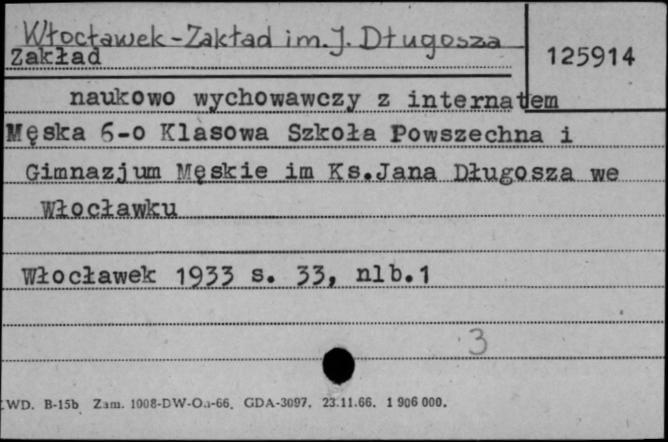 Włocławek-Zakład im. J. Długosza
125914
Zakład
naukowo wychowawczy z internatem
Męska 6-o Klasowa Szkoła Powszechna i
Gimnazjum Męskie im Ks.Jana Długosza we
Włocławku
Włocławek 1933 s. 33, nlb.1
3
WD. B-15b Zam. 1008-DW-Oa-66. GDA-3097. 23.11.66. 1 906 000.